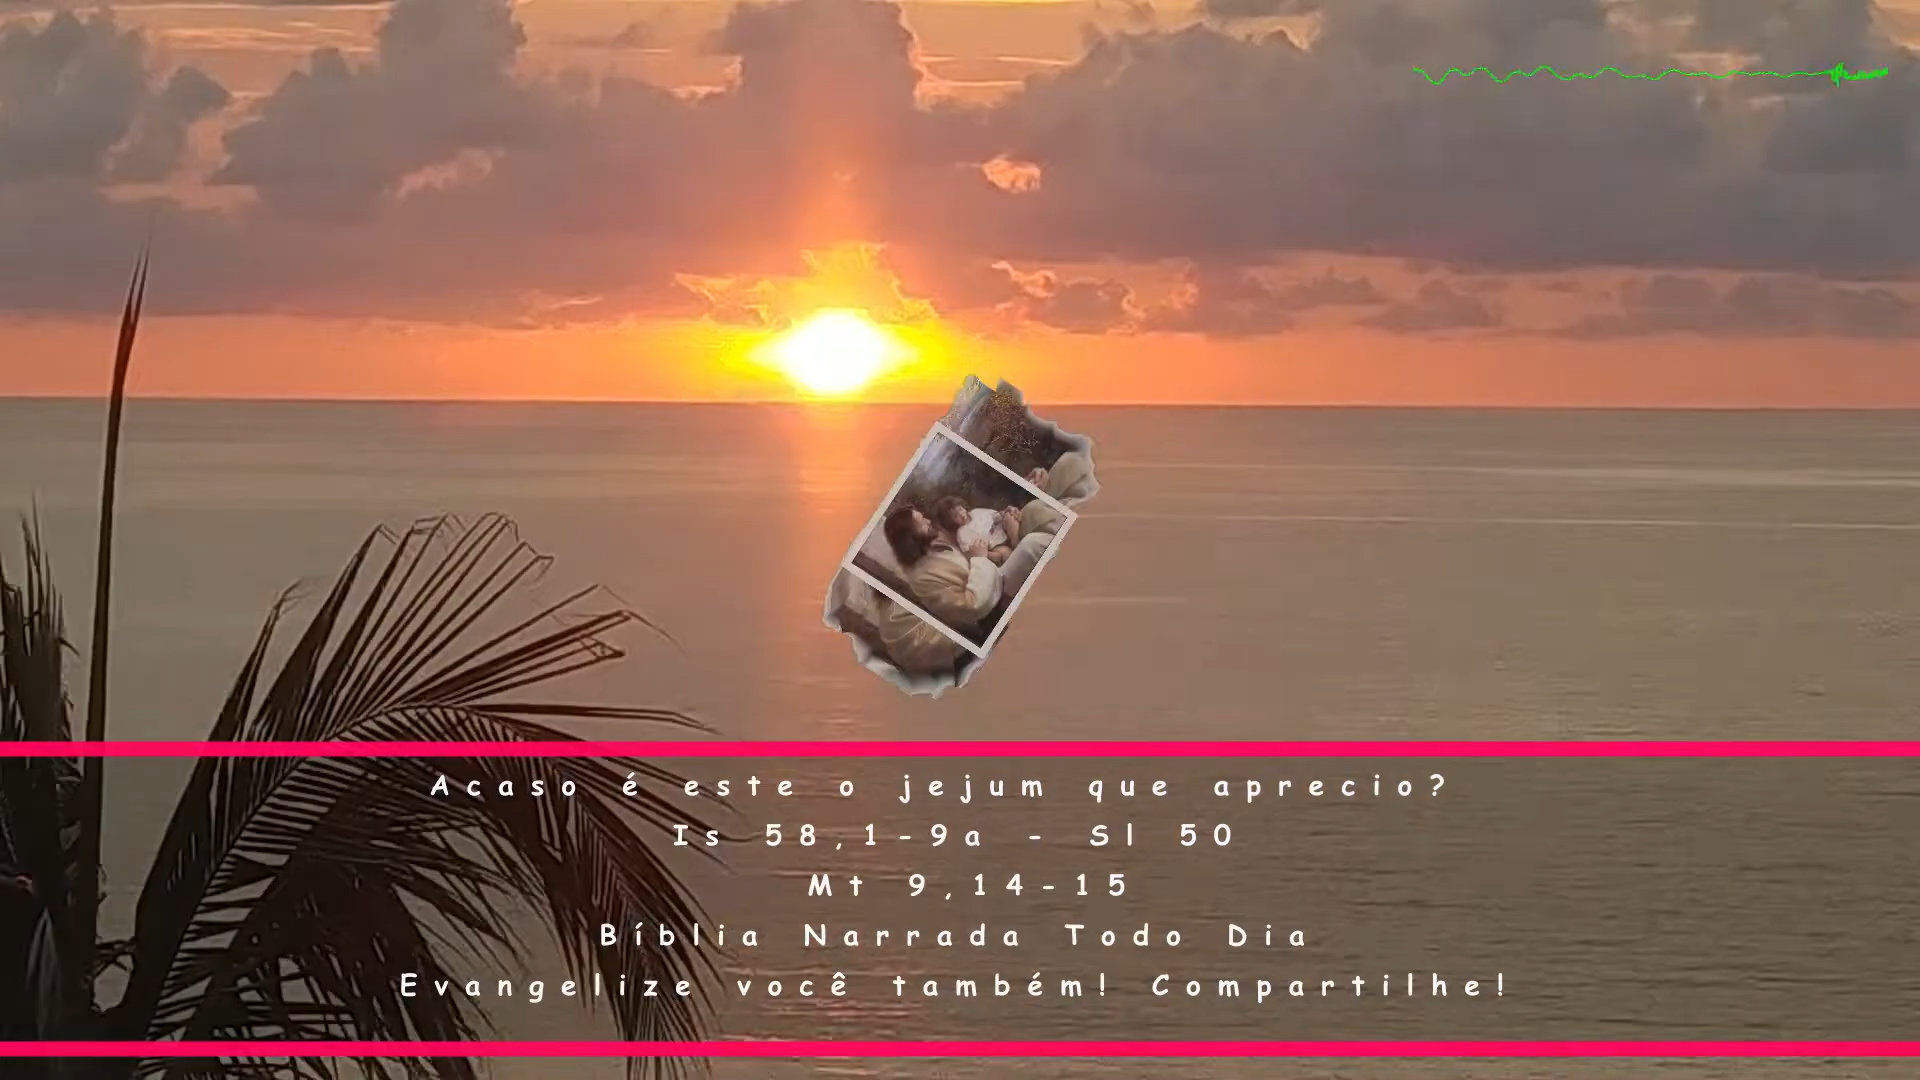 Acaso é este o jejum que aprecio?
Is 58,1-9a - Sl 50
Mt 9,14-15
Bíblia Narrada Todo Dia
Evangelize você também! Compartilhe!